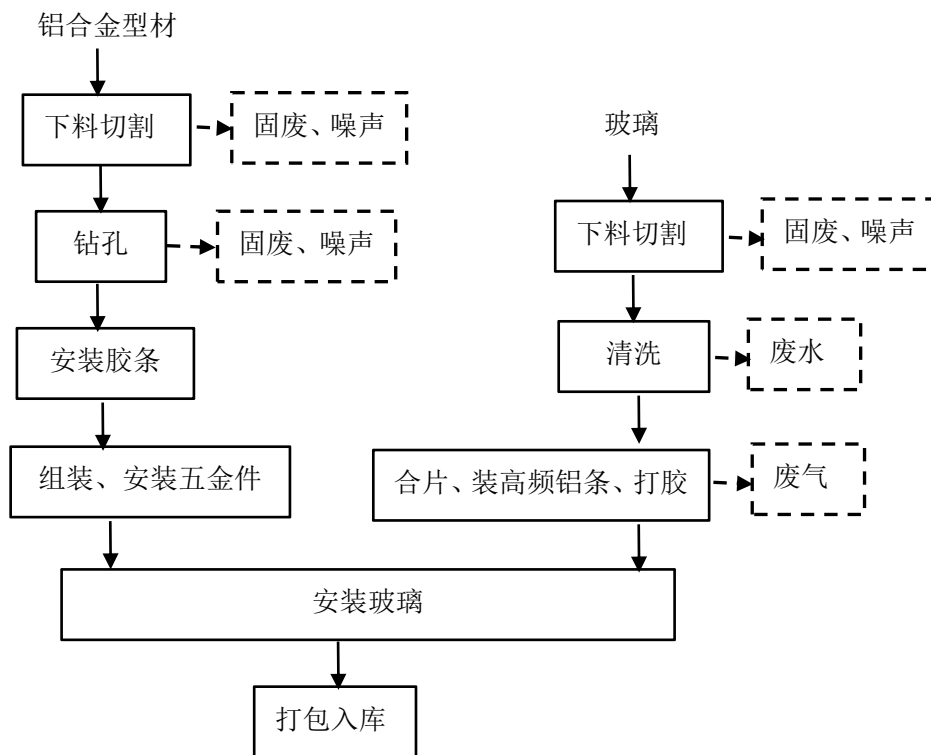 铝合金型材
下料切割
固废、噪声
钻孔
固废、噪声
安装胶条
组装、安装五金件
玻璃
下料切割
固废、噪声
清洗
废水
合片、装高频铝条、打胶
废气
安装玻璃
打包入库